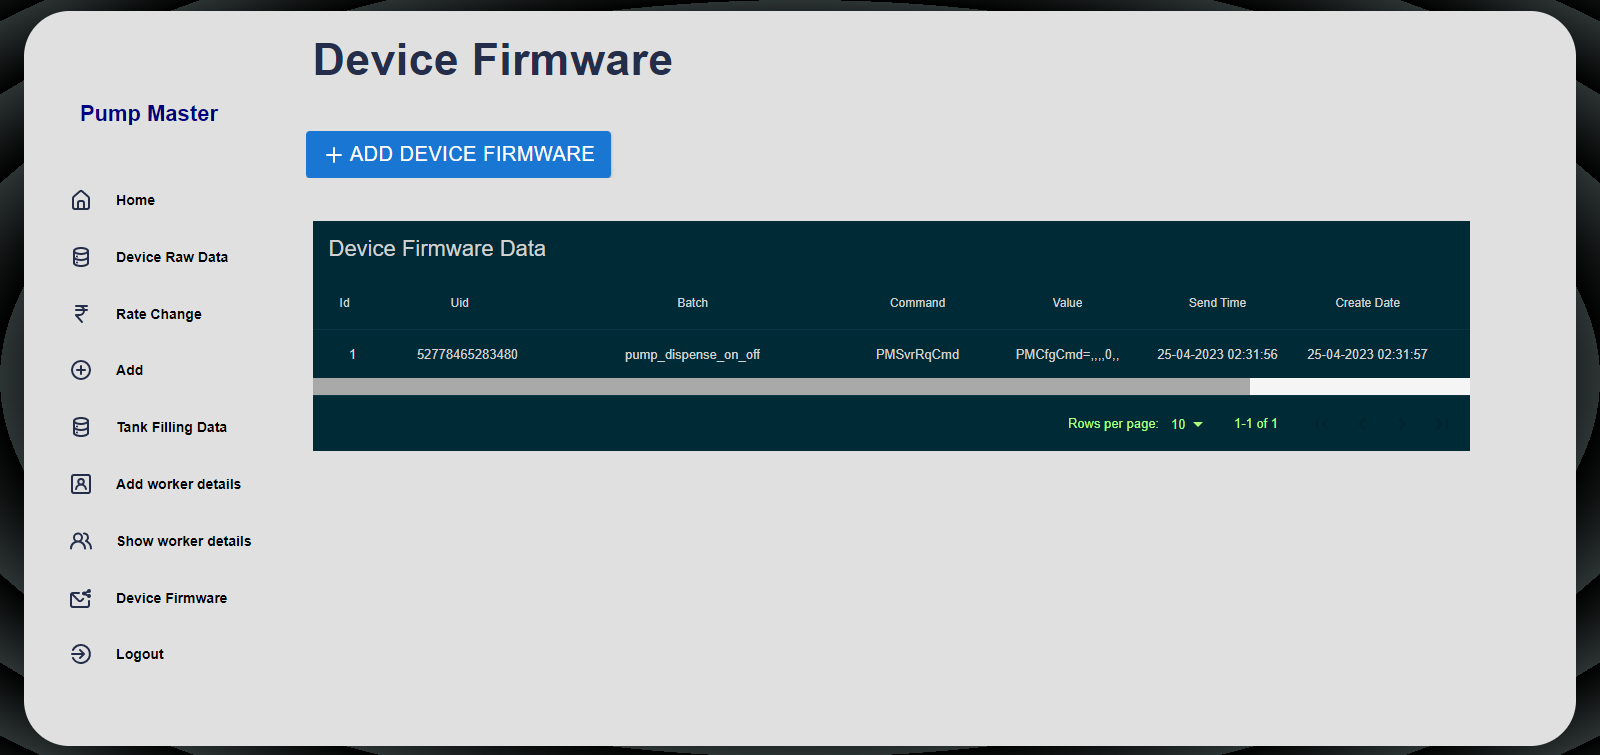 Device Firmware
Pump Master
+ ADD DEVICE FIRMWARE
Home
Device Raw Data
Rate Change
Add
Tank Filling Data
Add worker details
Show worker details
Device Firmware
Logout
Device Firmware Data
Id Uid Batch Command Value Send Time Create Date
1 52778465283480 pump_dispense_on_off PMSvrRqCmd PMCfgCmd=,,,,0,, 25-04-2023 02:31:56 25-04-2023 02:31:57
Rows per page: 10 1-1 of 1